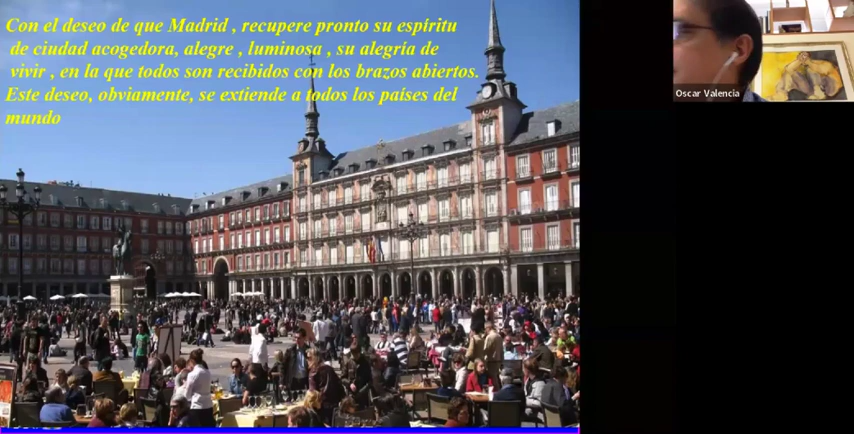 Con el deseo de que Madrid , recupere pronto su espíritu
de ciudad acogedora, alegre , luminosa , su alegría de
vivir , en la que todos son recibidos con los brazos abiertos.
Este deseo, obviamente, se extiende a todos los países del
mundo
Oscar Valencia